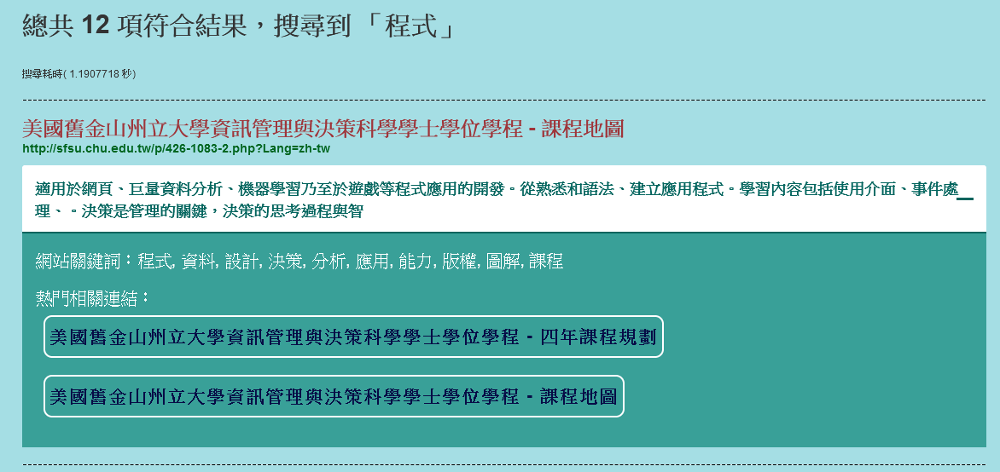 總共 12 項符合結果，搜尋到 「程式」
搜尋耗時( 1.1907718 秒)
美國舊金山州立大學資訊管理與決策科學學士學位學程 - 課程地圖
http://sfsu.chu.edu.tw/p/426-1083-2.php?Lang=zh-tw
適用於網頁、巨量資料分析、機器學習乃至於遊戲等程式應用的開發。從熟悉和語法、建立應用程式。學習內容包括使用介面、事件處
理、。決策是管理的關鍵，決策的思考過程與智
網站關鍵詞：程式, 資料, 設計, 決策, 分析, 應用, 能力, 版權, 圖解, 課程
熱門相關連結：
美國舊金山州立大學資訊管理與決策科學學士學位學程 - 四年課程規劃
美國舊金山州立大學資訊管理與決策科學學士學位學程 - 課程地圖